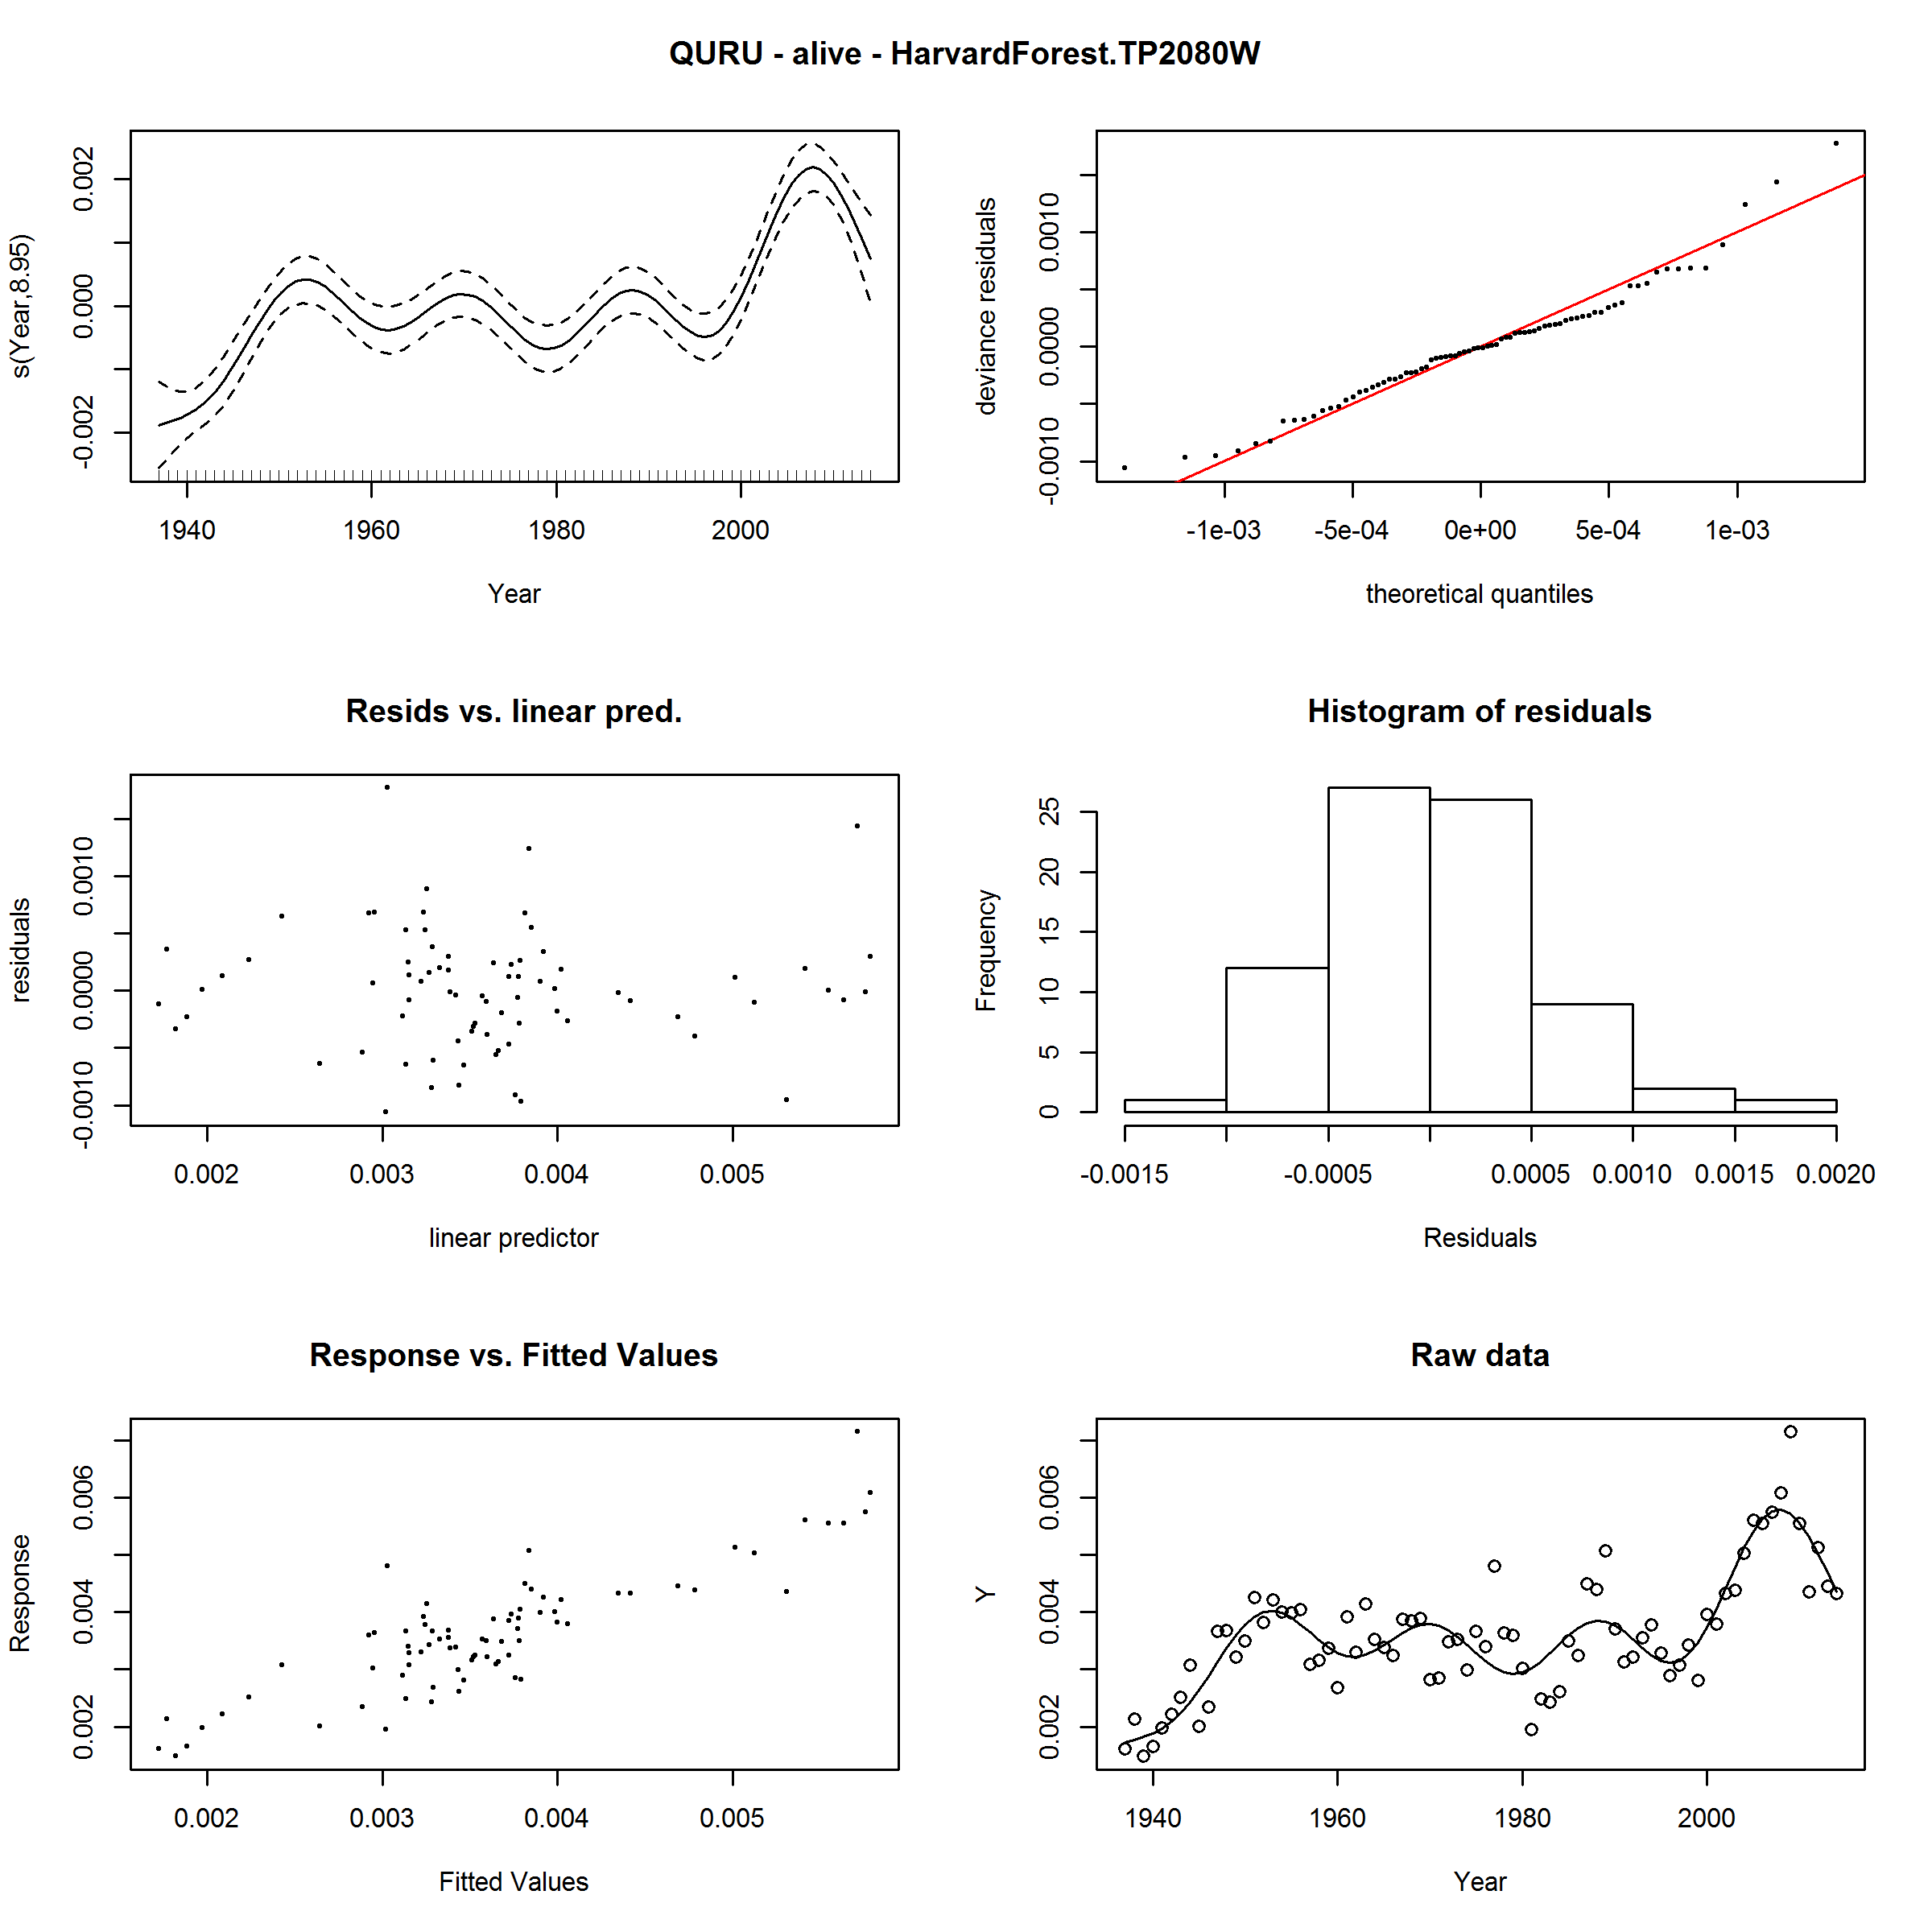 QURU - alive - HarvardForest.TP2080W
s(Year,8.95)
-0.002 0.000 0.002
1940 1960 1980 2000
Year
deviance residuals
-0.0010 0.0000 0.0010
-1e-03 -5e-04 0e+00 5e-04 1e-03
theoretical quantiles
Resids vs. linear pred.
residuals
-0.0010 0.0000 0.0010
0.002 0.003 0.004 0.005
linear predictor
Histogram of residuals
Frequency
0 5 10 15 20 25
-0.0015 -0.0005 0.0005 0.0010 0.0015 0.0020
Residuals
Response vs. Fitted Values
Response
0.002 0.004 0.006
0.002 0.003 0.004 0.005
Fitted Values
Raw data
Y
0.002 0.004 0.006
1940 1960 1980 2000
Year